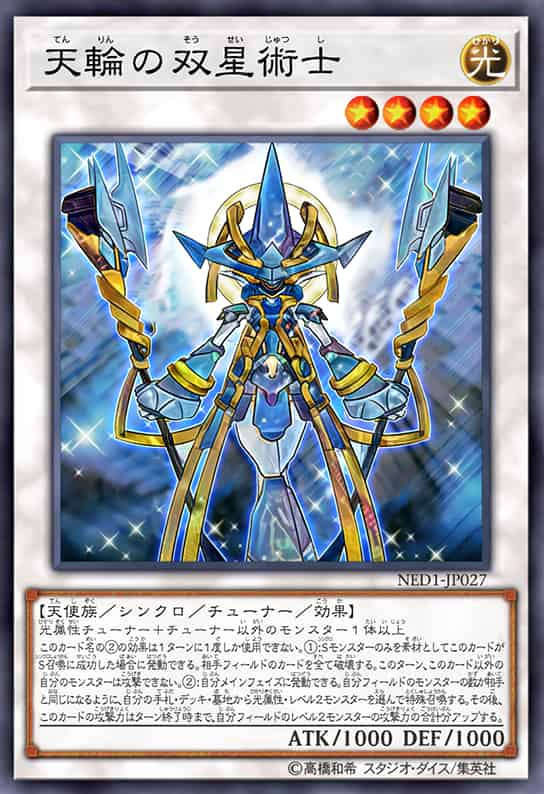 天輪の双星術士
光
NED1-JP027
【天使族/シンクロ/チューナー/効果】
光属性チューナー+チューナー以外のモンスター1体以上
このカード名の②の効果は1ターンに1度しか使用できない。①:Sモンスターのみを素材としてこのカードが
S召喚に成功した場合に発動できる。相手フィールドのカードを全て破壊する。このターン、このカード以外の
自分のモンスターは攻撃できない。②:自分メインフェイズに発動できる。自分フィールドのモンスターの数が相手
と同じになるように、自分の手札・デッキ・墓地から光属性・レベル2モンスターを選んで特殊召喚する。その後、
このカードの攻撃力はターン終了時まで、自分フィールドのレベル2モンスターの攻撃力の合計分アップする。
ATK/1000 DEF/1000
©高橋和希 スタジオ・ダイス/集英社